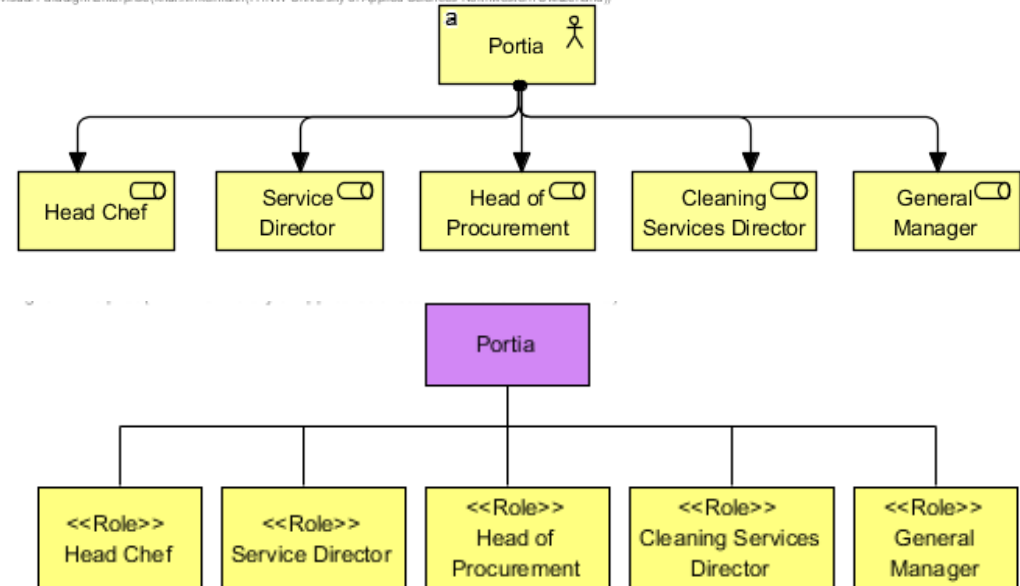 a
Portia
Head Chef
Service
Director
Head of
Procurement
Cleaning
Services Director
General
Manager
Portia
<<Role>>
Head Chef
<<Role>>
Service Director
<<Role>>
Head of
Procurement
<<Role>>
Cleaning Services
Director
<<Role>>
General
Manager